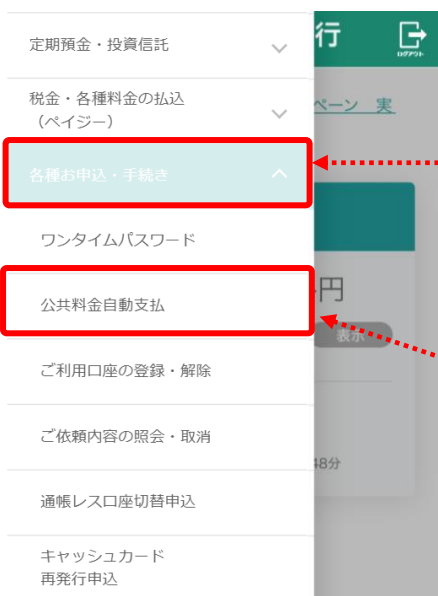 定期預金・投資信託
行
ログアウト
税金・各種料金の払込
（ペイジー）
ペーン 実
各種お申込・手続き
ワンタイムパスワード
円
公共料金自動支払
表示
ご利用口座の登録・解除
ご依頼内容の照会・取消
48分
通帳レス口座切替申込
キャッシュカード
再発行申込